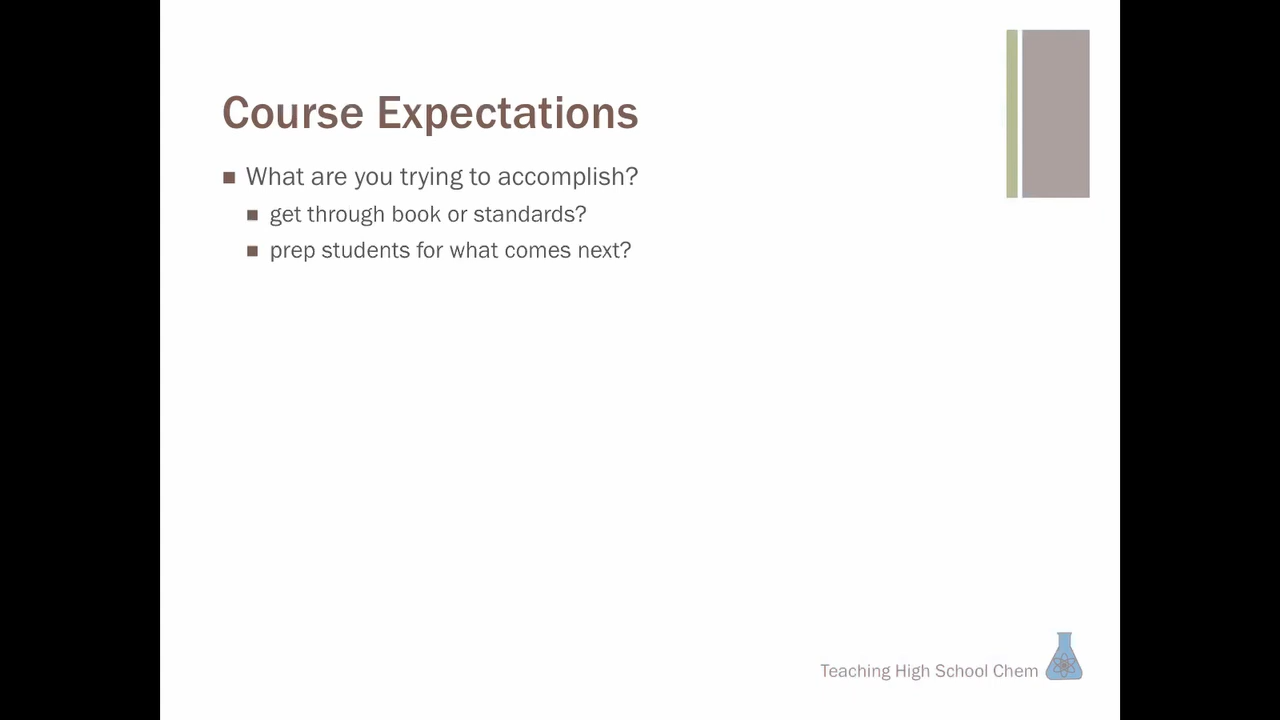 Course Expectations
What are you trying to accomplish?
get through book or standards?
prep students for what comes next?
Teaching High School Chem